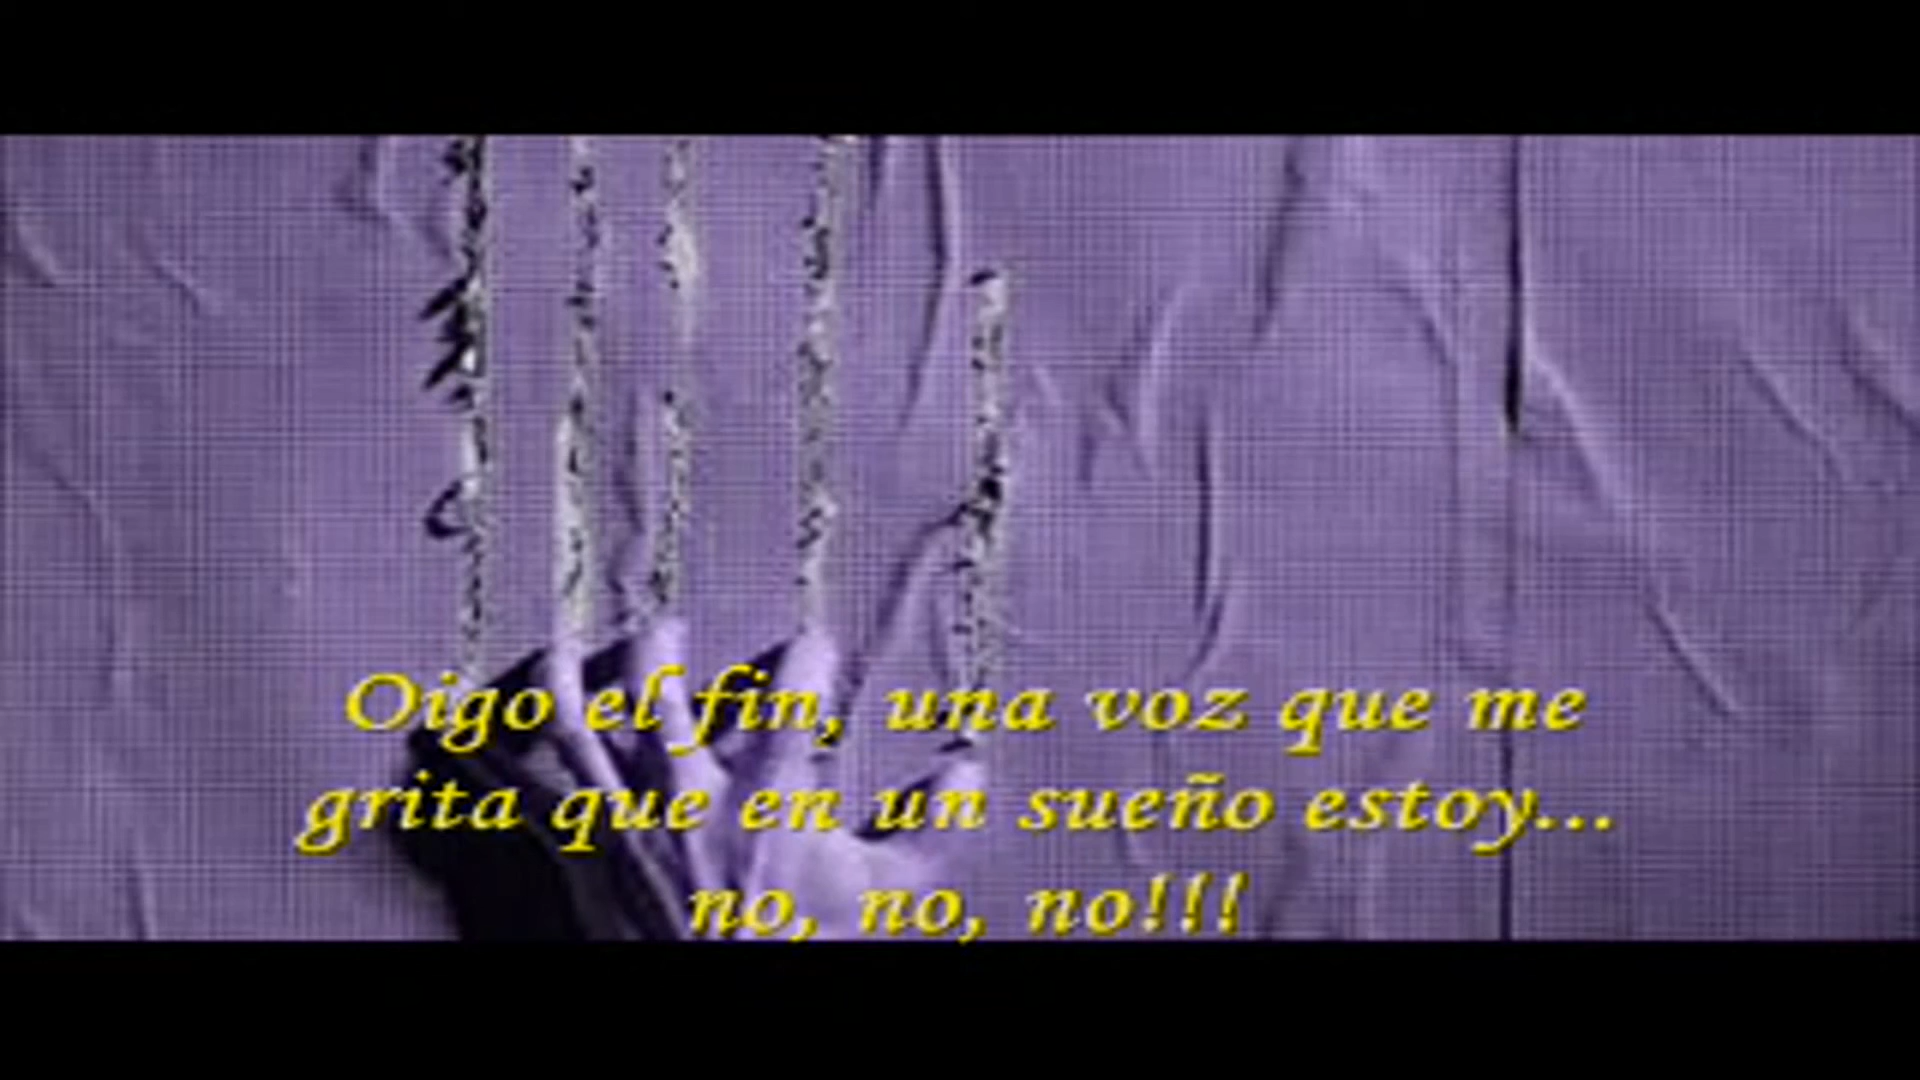 Oigo el fin, una voz que me
grita que en un sueño estoy...
no, no, no!!!